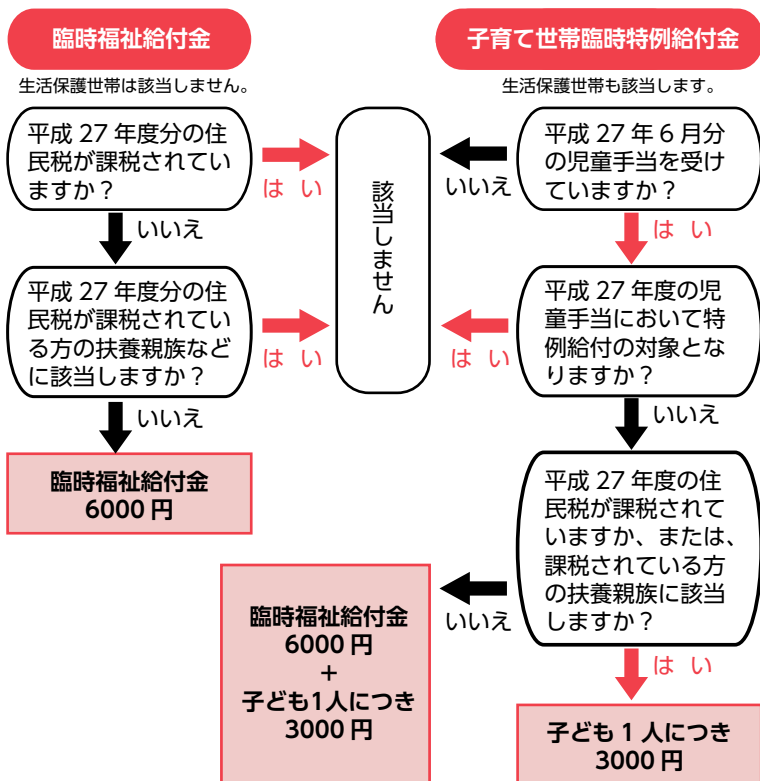 臨時福祉給付金
生活保護世帯は該当しません。
平成 27 年度分の住
民税が課税されてい
ますか？
は い
いいえ
平成 27 年度分の住
民税が課税されてい
る方の扶養親族など
に該当しますか？
は い
いいえ
臨時福祉給付金
6000 円
該当しません
子育て世帯臨時特例給付金
生活保護世帯も該当します。
平成 27 年 6 月分
の児童手当を受け
ていますか？
いいえ
は い
平成 27 年度の児
童手当において特
例給付の対象とな
りますか？
は い
いいえ
平成 27 年度の住
民税が課税されて
いますか、または、
課税されている方
の扶養親族に該当
しますか？
いいえ
は い
臨時福祉給付金
6000 円
+
子ども1人につき
3000 円
子ども 1 人につき
3000 円